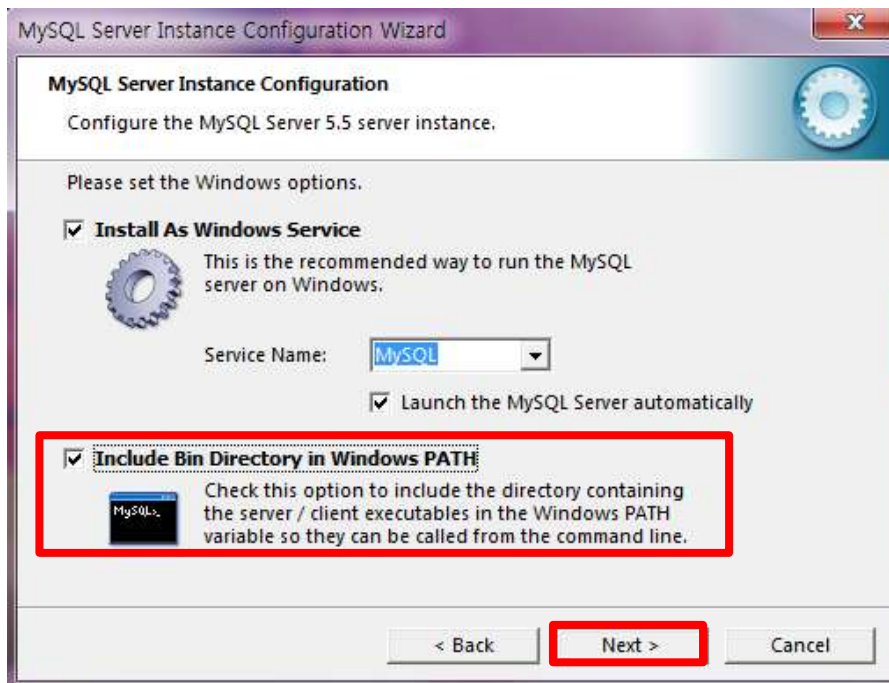 MySQL Server Instance Configuration Wizard
MySQL Server Instance Configuration
Configure the MySQL Server 5.5 server instance.
Please set the Windows options.
Install As Windows Service
This is the recommended way to run the MySQL
server on Windows.
Service Name:
MySQL
Launch the MySQL Server automatically
Include Bin Directory in Windows PATH
MySQL>_
Check this option to include the directory containing
the server / client executables in the Windows PATH
variable so they can be called from the command line.
< Back
Next >
Cancel